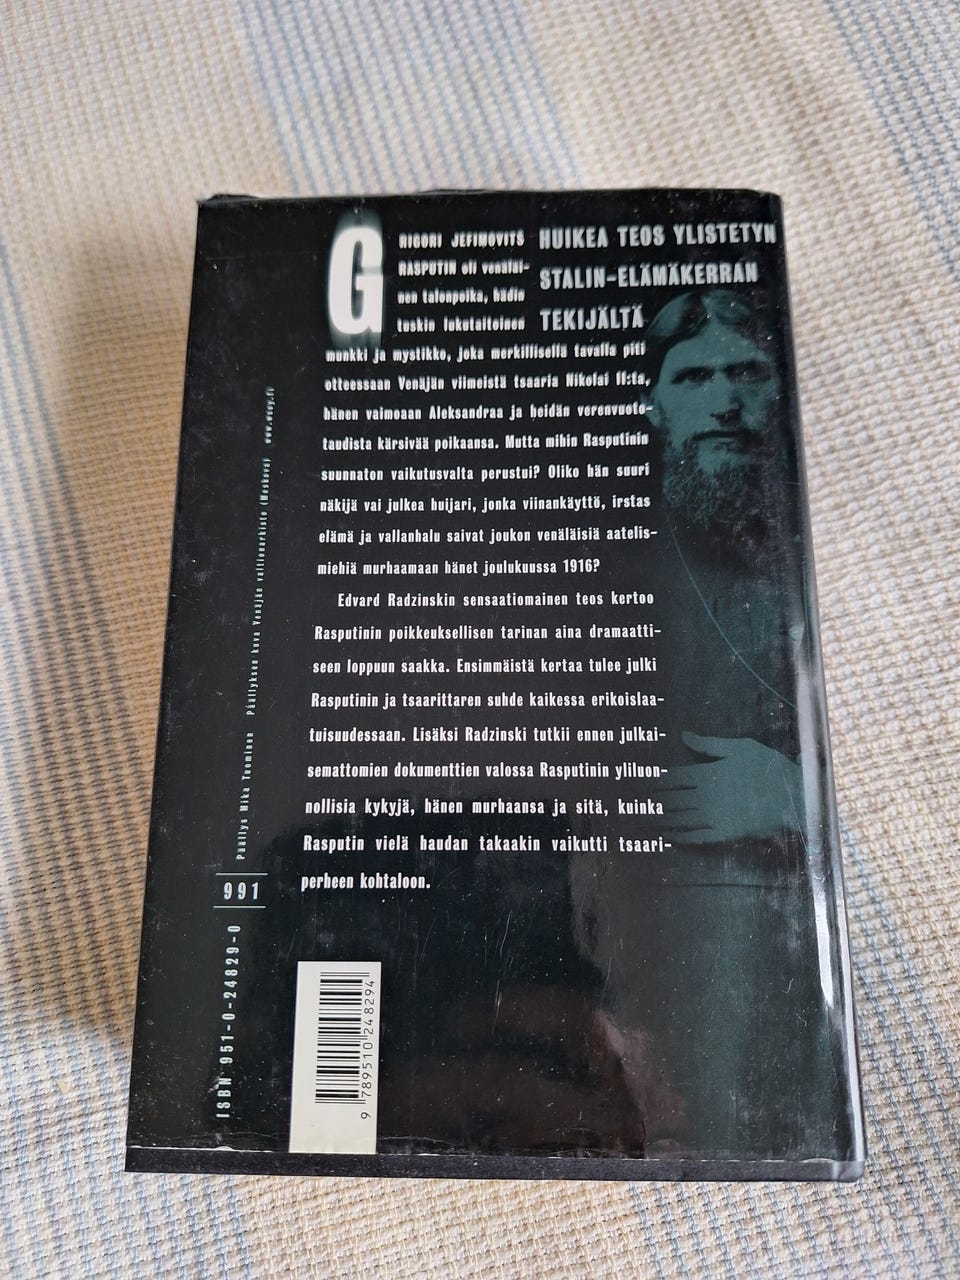 HUIKEA TEOS YLISTETYN
STALIN-ELÄMÄKERRAN
TEKIJÄLTÄ
GRIGORI JEFIMOVITŠ
RASPUTIN oli venäläi-
nen talonpoika, hädin
tuskin lukutaitoinen
munkki ja mystikko, joka merkillisellä tavalla piti
otteessaan Venäjän viimeistä tsaaria Nikolai II:ta,
hänen vaimoaan Aleksandraa ja heidän verenvuoto-
taudista kärsivää poikaansa. Mutta mihin Rasputinin
suunnaton vaikutusvalta perustui? Oliko hän suuri
näkijä vai julkea huijari, jonka viinankäyttö, irstas
elämä ja vallanhalu saivat joukon venäläisiä aatelis-
miehiä murhaamaan hänet joulukuussa 1916?
Edvard Radzinskin sensaatiomainen teos kertoo
Rasputinin poikkeuksellisen tarinan aina dramaatti-
seen loppuun saakka. Ensimmäistä kertaa tulee julki
Rasputinin ja tsaarittaren suhde kaikessa erikoislaa-
tuisuudessaan. Lisäksi Radzinski tutkii ennen julkai-
semattomien dokumenttien valossa Rasputinin yliluon-
nollisia kykyjä, hänen murhaansa ja sitä, kuinka
Rasputin vielä haudan takaakin vaikutti tsaari-
perheen kohtaloon.
Päällys Mika Tuominen Päällyksen kuva Venäjän valtionarkisto (Moskova) www.wsoy.fi
991
ISBN 951-0-24829-0
9 789510 248294